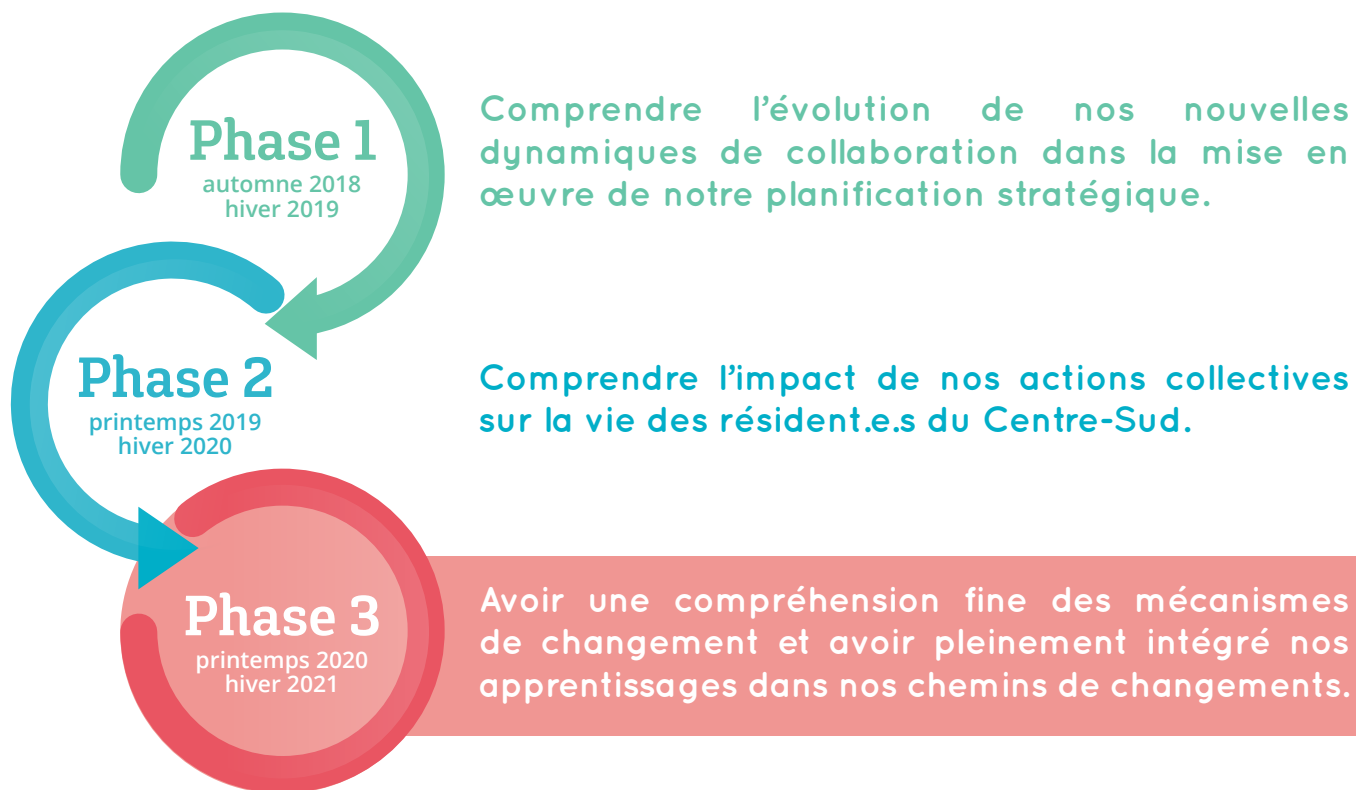 Phase 1
automne 2018
hiver 2019
Comprendre l’évolution de nos nouvelles
dynamiques de collaboration dans la mise en
œuvre de notre planification stratégique.
Phase 2
printemps 2019
hiver 2020
Comprendre l’impact de nos actions collectives
sur la vie des résident.e.s du Centre-Sud.
Phase 3
printemps 2020
hiver 2021
Avoir une compréhension fine des mécanismes
de changement et avoir pleinement intégré nos
apprentissages dans nos chemins de changements.